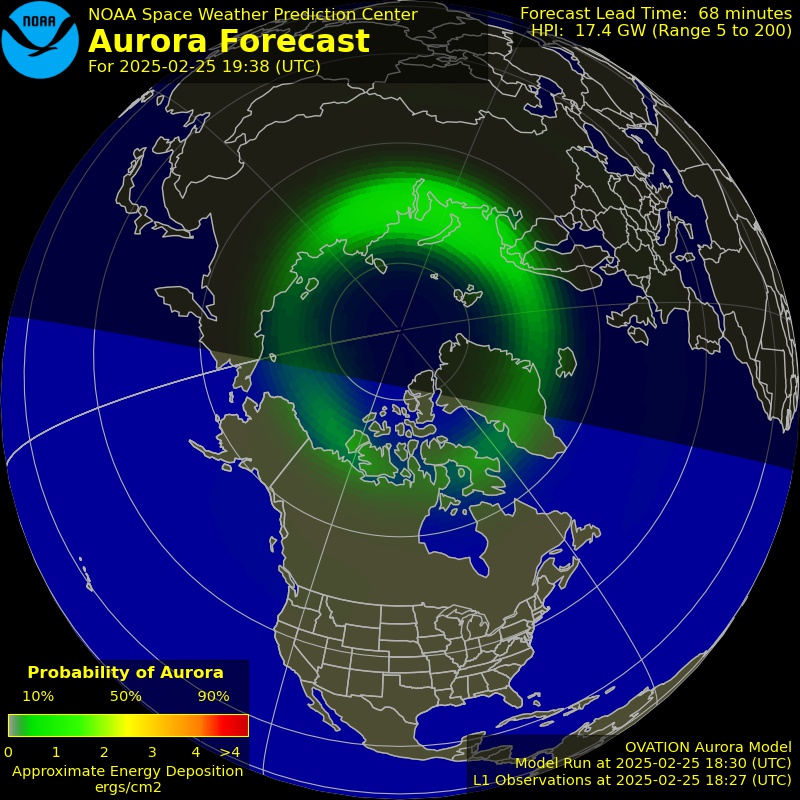 NOAA
NOAA Space Weather Prediction Center
Aurora Forecast
For 2025-02-25 19:38 (UTC)
Forecast Lead Time: 68 minutes
HPI: 17.4 GW (Range 5 to 200)
Probability of Aurora
10% 50% 90%
0 1 2 3 4 >4
Approximate Energy Deposition
ergs/cm2
OVATION Aurora Model
Model Run at 2025-02-25 18:30 (UTC)
L1 Observations at 2025-02-25 18:27 (UTC)